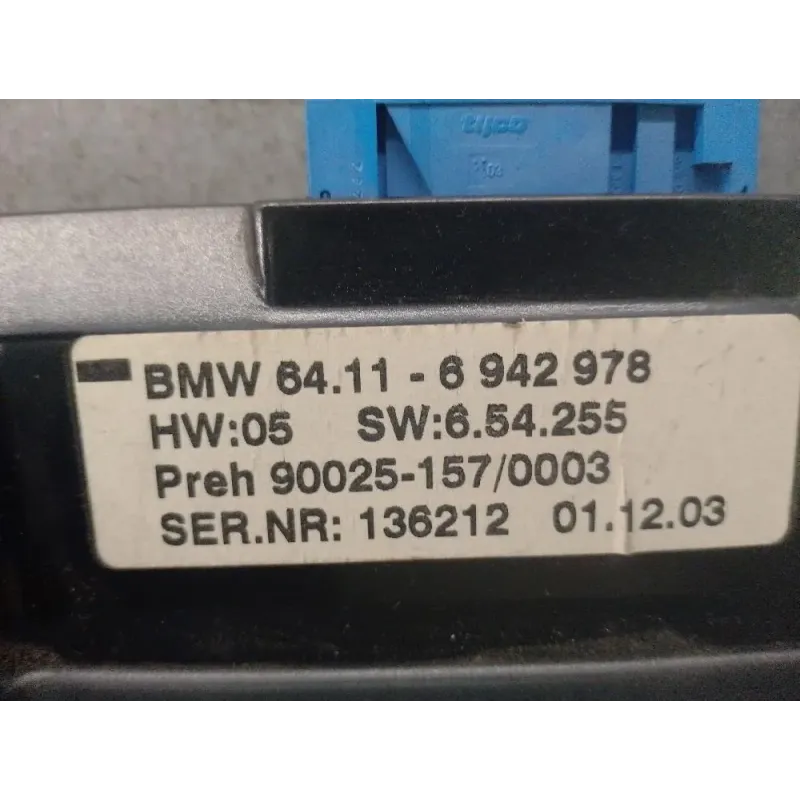 tyco
BMW 64.11 - 6 942 978
HW:05 SW:6.54.255
Preh 90025-157/0003
SER.NR: 136212 01.12.03